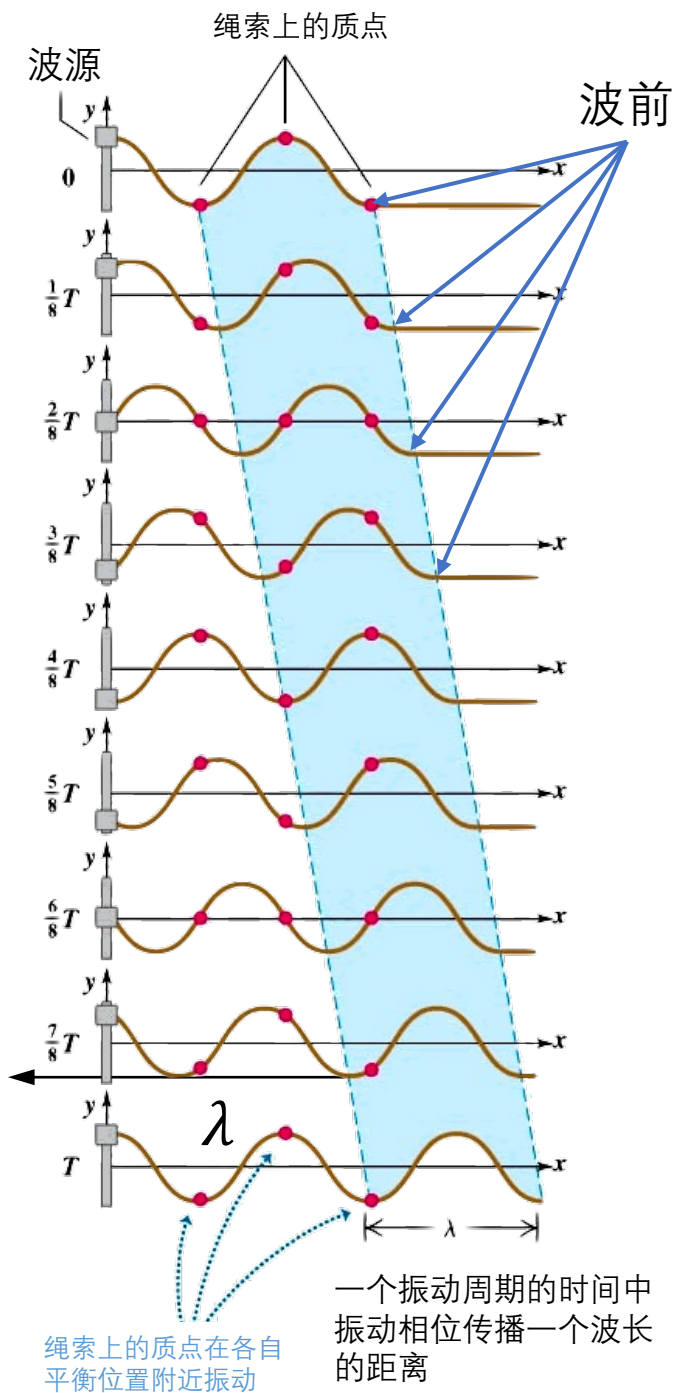 绳索上的质点
波源
波前
y
0
x
y
1/8 T
x
y
2/8 T
x
y
3/8 T
x
y
4/8 T
x
y
5/8 T
x
y
6/8 T
x
y
7/8 T
x
y
λ
T
x
λ
一个振动周期的时间中
振动相位传播一个波长
的距离
绳索上的质点在各自
平衡位置附近振动